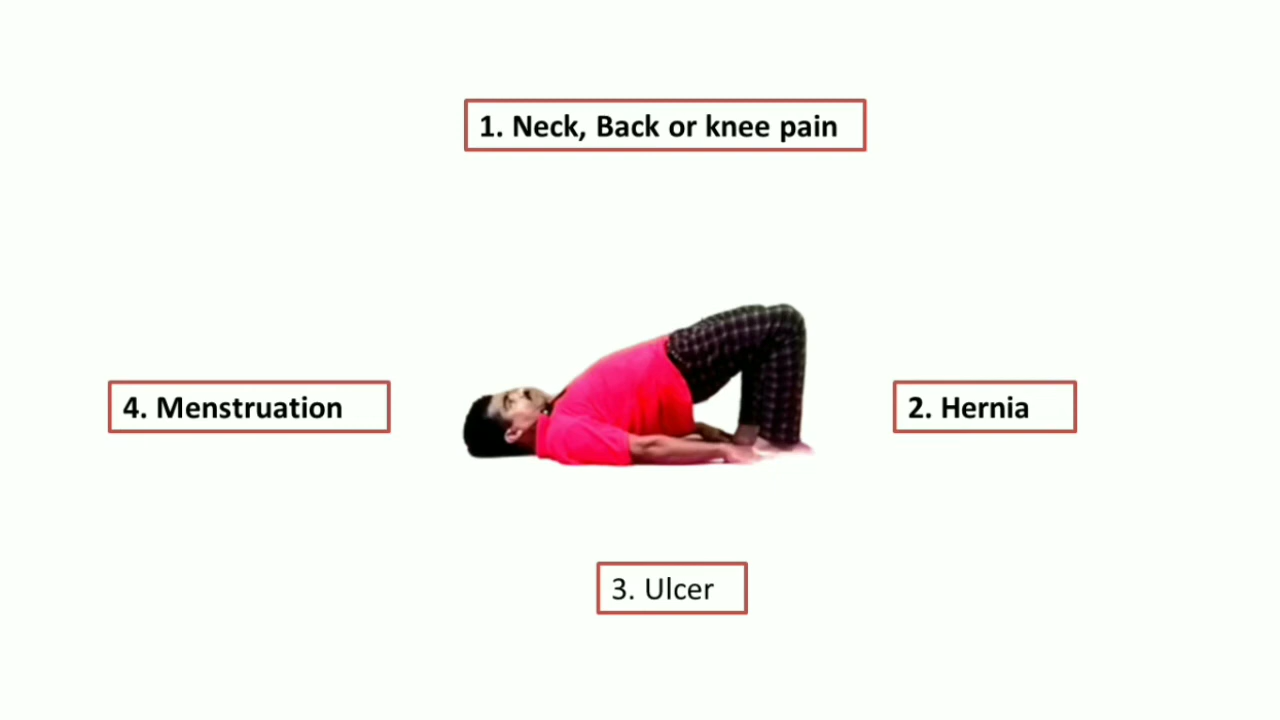 1. Neck, Back or knee pain
2. Hernia
3. Ulcer
4. Menstruation